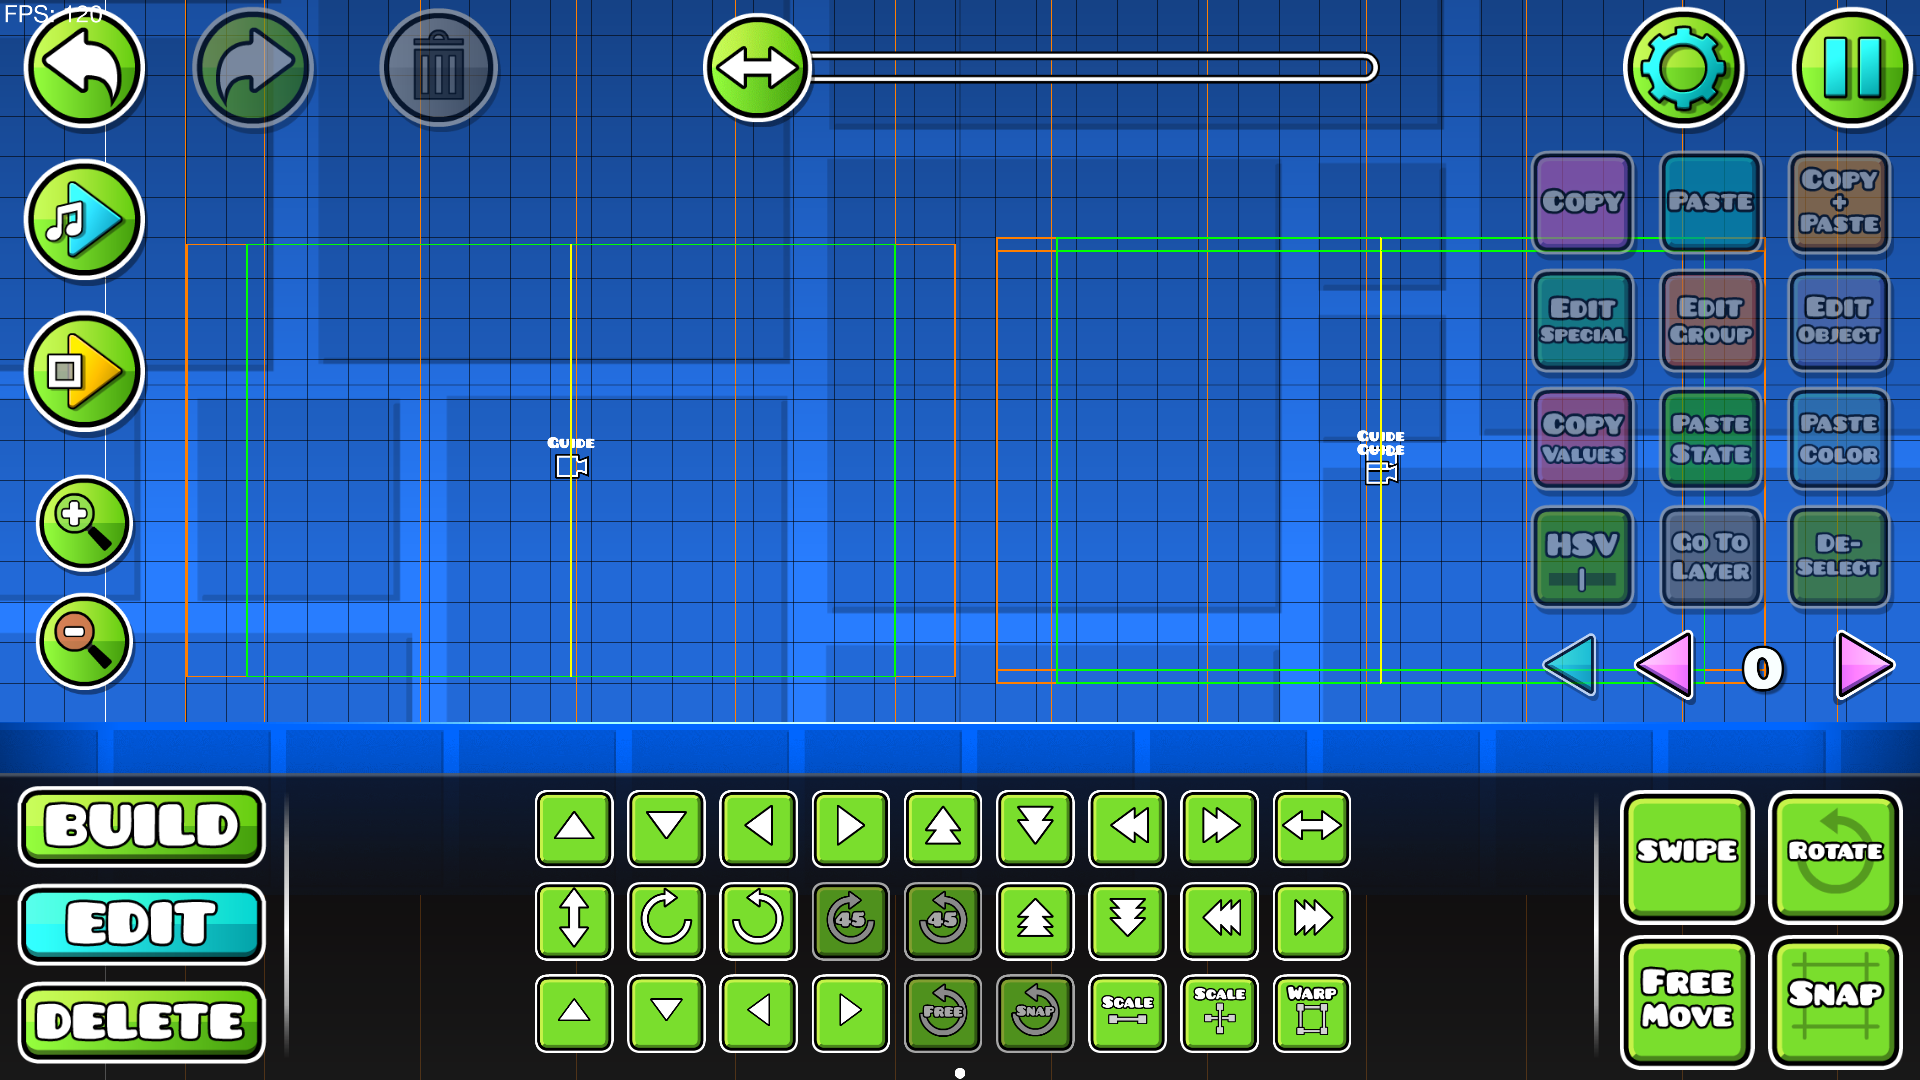 FPS: 120
COPY
PASTE
COPY
+
PASTE
EDIT
SPECIAL
EDIT
GROUP
EDIT
OBJECT
GUIDE
GUIDE
GUIDE
COPY
VALUES
PASTE
STATE
PASTE
COLOR
HSV
GO TO
LAYER
DE-
SELECT
0
BUILD
EDIT
DELETE
45
45
FREE
SNAP
SCALE
SCALE
WARP
SWIPE
ROTATE
FREE
MOVE
SNAP